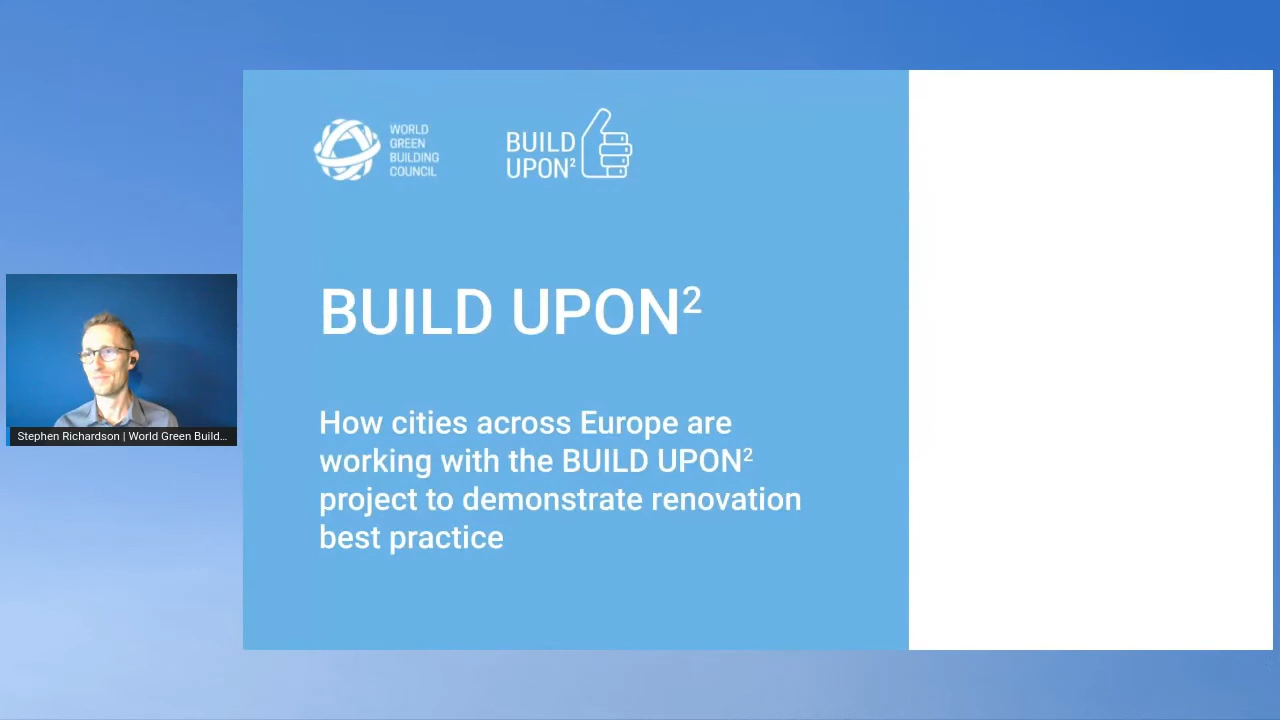 WORLD
GREEN
BUILDING
COUNCIL
BUILD
UPON²
BUILD UPON²
How cities across Europe are
working with the BUILD UPON²
project to demonstrate renovation
best practice
Stephen Richardson | World Green Build...